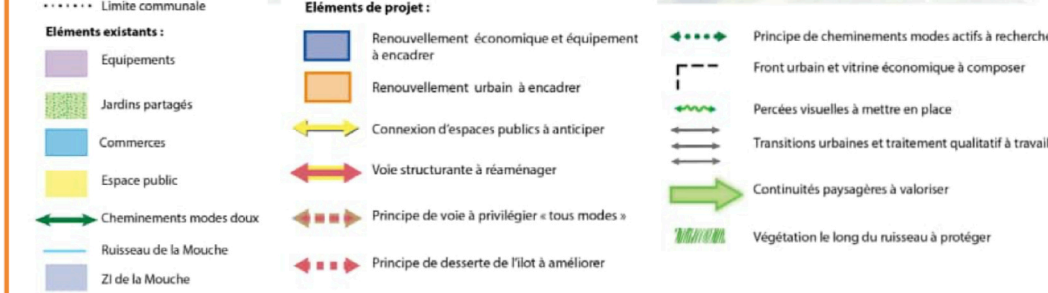 Limite communale
Eléments existants :
Equipements
Jardins partagés
Commerces
Espace public
Cheminements modes doux
Ruisseau de la Mouche
ZI de la Mouche
Eléments de projet :
Renouvellement économique et équipement
à encadrer
Renouvellement urbain à encadrer
Connexion d'espaces publics à anticiper
Voie structurante à réaménager
Principe de voie à privilégier « tous modes »
Principe de desserte de l'îlot à améliorer
Principe de cheminements modes actifs à recherche
Front urbain et vitrine économique à composer
Percées visuelles à mettre en place
Transitions urbaines et traitement qualitatif à travail
Continuités paysagères à valoriser
Végétation le long du ruisseau à protéger